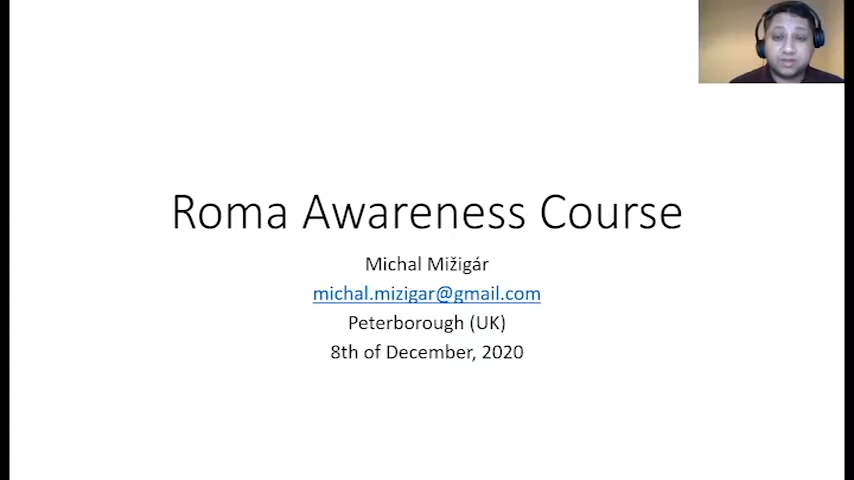 Roma Awareness Course
Michal Mižigár
michal.mizigar@gmail.com
Peterborough (UK)
8th of December, 2020